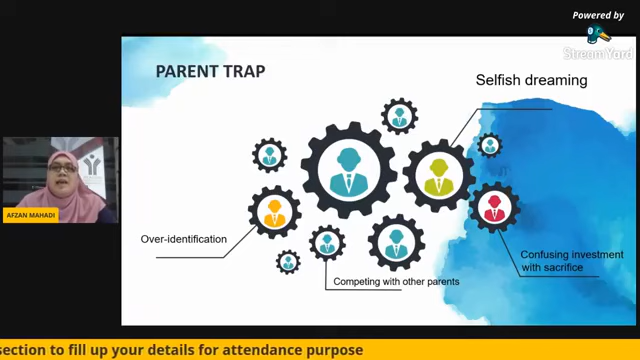 Powered by
StreamYard
PARENT TRAP
Selfish dreaming
AFZAN MAHADI
Over-identification
Confusing investment
with sacrifice
Competing with other parents
section to fill up your details for attendance purpose